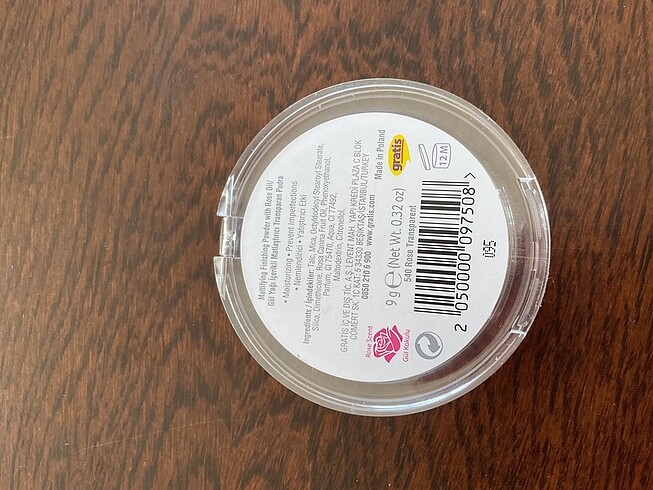 Mattifying Finishing Powder with Rose Oil/
Gül Yağı İçerikli Matlaştırıcı Transparan Pudra
• Moisturizing • Prevent Imperfections
• Nemlendirici • Yatıştırıcı Etki
Ingredients / İçindekiler: Talc, Mica, Octyldodecyl Stearoyl Stearate,
Silica, Dimethicone, Rosa Canina Fruit Oil, Phenoxyethanol,
Parfum, CI 75470, Aqua, CI 77492,
Maltodextrin, Citronellol.
GRATİS İÇ VE DIŞ TİC. A.Ş. LEVENT MAH. YAPI KREDİ PLAZA C BLOK
CÖMERT SK. 1C KAT: 5 34330 BEŞİKTAŞ/İSTANBUL/TURKEY
0850 210 6 900 www.gratis.com
Made in Poland
gratis
12 M
9 g ℮ (Net Wt. 0.32 oz)
540 Rose Transparent
Rose Scent
Gül Kokulu
2 050000 097508 >
095